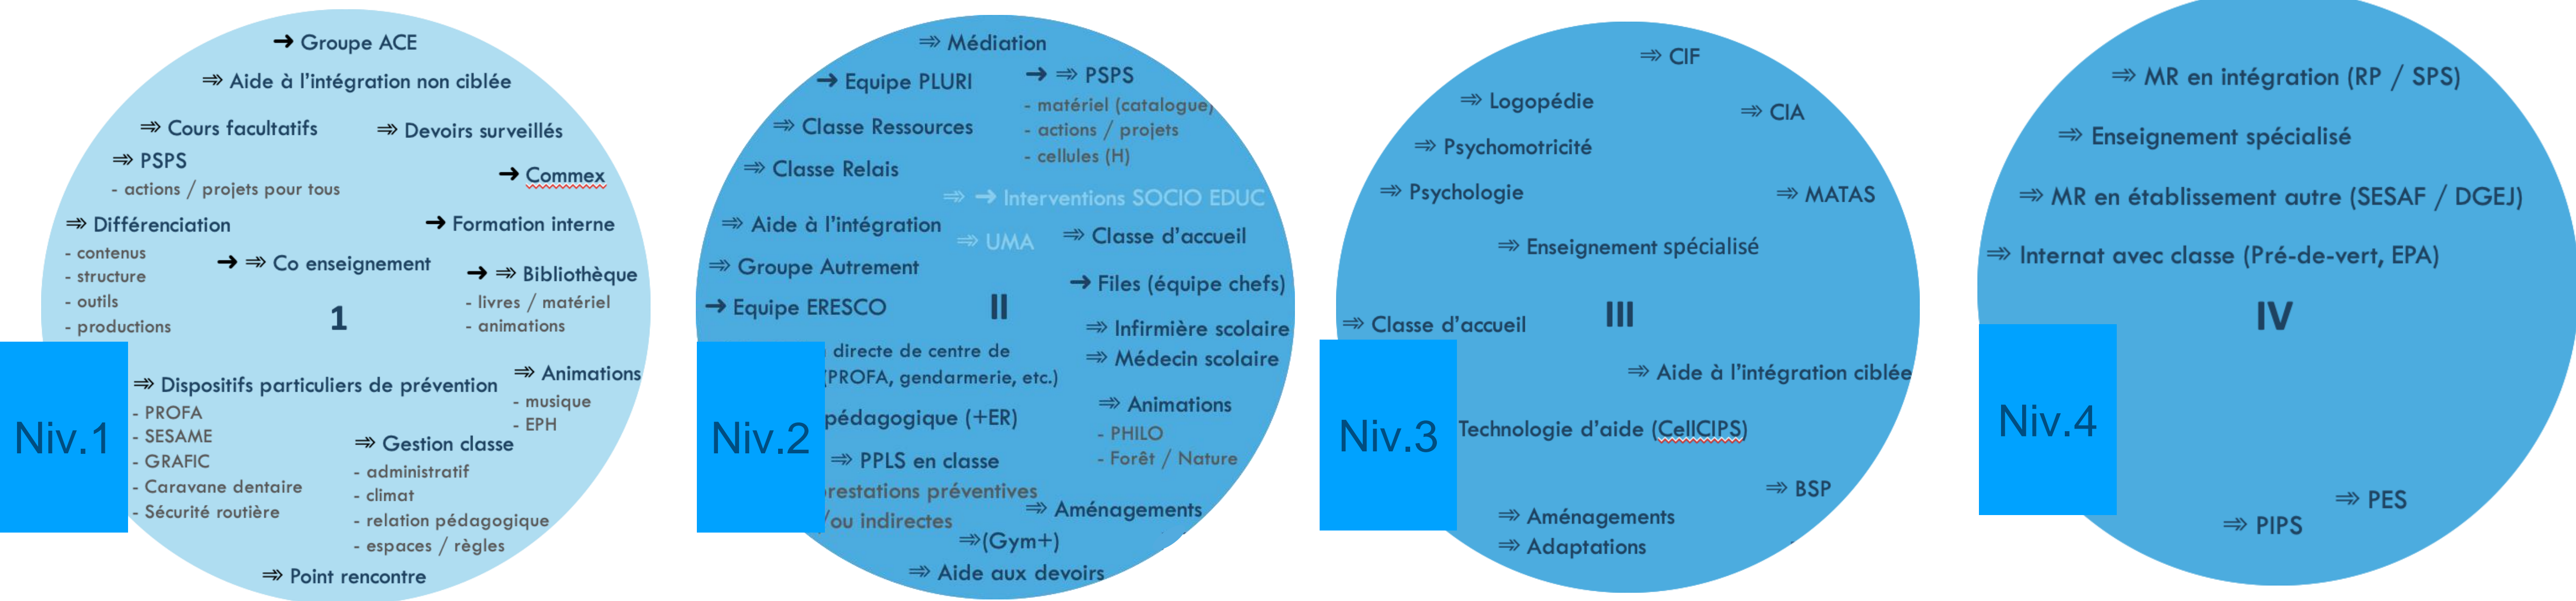 ➔ Groupe ACE
⇒ Aide à l'intégration non ciblée
⇒ Cours facultatifs
⇒ Devoirs surveillés
⇒ PSPS
- actions / projets pour tous
➔ Commex
⇒ Différenciation
- contenus
- structure
- outils
- productions
➔ Formation interne
➔ ⇒ Co enseignement
➔ ⇒ Bibliothèque
- livres / matériel
- animations
1
Niv.1
⇒ Dispositifs particuliers de prévention
- PROFA
- SESAME
- GRAFIC
- Caravane dentaire
- Sécurité routière
⇒ Animations
- musique
- EPH
⇒ Gestion classe
- administratif
- climat
- relation pédagogique
- espaces / règles
⇒ Point rencontre
⇒ Médiation
➔ Equipe PLURI
➔ ⇒ PSPS
- matériel (catalogue)
- actions / projets
- cellules (H)
⇒ Classe Ressources
⇒ Classe Relais
⇒ ➔ Interventions SOCIO EDUC
⇒ Aide à l'intégration
⇒ UMA
⇒ Classe d'accueil
⇒ Groupe Autrement
➔ Files (équipe chefs)
➔ Equipe ERESCO
II
⇒ Infirmière scolaire
⇒ Médecin scolaire
directe de centre de
(PROFA, gendarmerie, etc.)
Niv.2
pédagogique (+ER)
⇒ Animations
- PHILO
- Forêt / Nature
⇒ PPLS en classe
prestations préventives
/ou indirectes
⇒ Aménagements
⇒(Gym+)
⇒ Aide aux devoirs
⇒ CIF
⇒ Logopédie
⇒ CIA
⇒ Psychomotricité
⇒ Psychologie
⇒ MATAS
⇒ Enseignement spécialisé
III
⇒ Classe d'accueil
⇒ Aide à l'intégration ciblée
Niv.3
Technologie d'aide (CellCIPS)
⇒ BSP
⇒ Aménagements
⇒ Adaptations
⇒ MR en intégration (RP / SPS)
⇒ Enseignement spécialisé
⇒ MR en établissement autre (SESAF / DGEJ)
⇒ Internat avec classe (Pré-de-vert, EPA)
IV
Niv.4
⇒ PES
⇒ PIPS